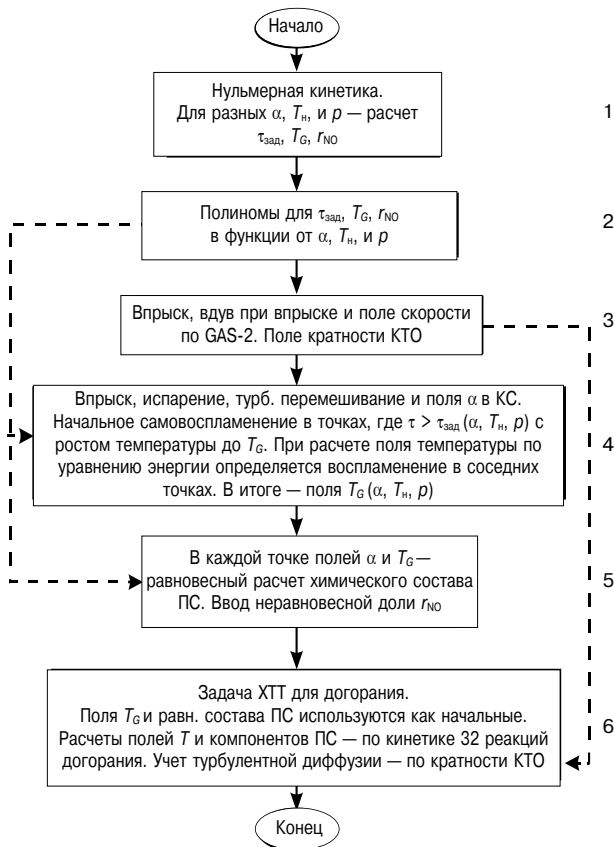 Начало
Нульмерная кинетика.
Для разных α, Tн, и p — расчет
τзад, TG, rNO
1
Полиномы для τзад, TG, rNO
в функции от α, Tн, и p
2
Впрыск, вдув при впрыске и поле скорости
по GAS-2. Поле кратности КТО
3
Впрыск, испарение, турб. перемешивание и поля α в КС.
Начальное самовоспламенение в точках, где τ > τзад (α, Tн, p) с
ростом температуры до TG. При расчете поля температуры по
уравнению энергии определяется воспламенение в соседних
точках. В итоге — поля TG (α, Tн, p)
4
В каждой точке полей α и TG —
равновесный расчет химического состава
ПС. Ввод неравновесной доли rNO
5
Задача ХТТ для догорания.
Поля TG и равн. состава ПС используются как начальные.
Расчеты полей T и компонентов ПС — по кинетике 32 реакций
догорания. Учет турбулентной диффузии — по кратности КТО
6
Конец